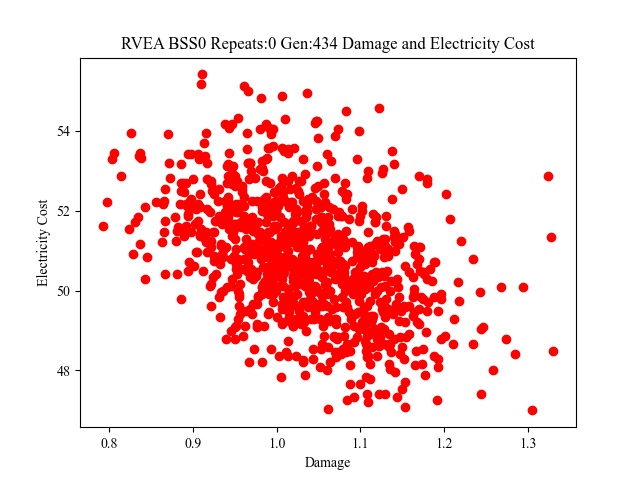 RVEA BSS0 Repeats:0 Gen:434 Damage and Electricity Cost
Electricity Cost
54
52
50
48
0.8 0.9 1.0 1.1 1.2 1.3
Damage